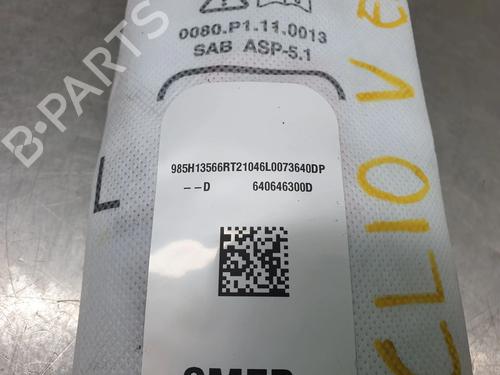 0080.P1.11.0013
SAB ASP-5.1
985H13566RT21046L0073640DP
--D 640646300D
L
CLIO V
B-PARTS